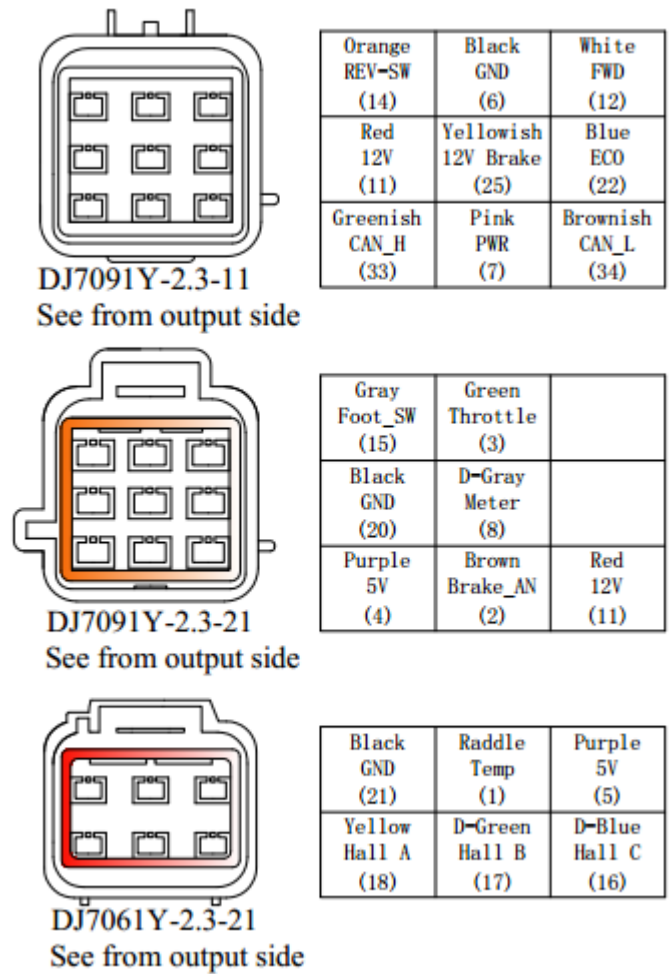 Orange Black White
REV-SW GND FWD
(14) (6) (12)
Red Yellowish Blue
12V 12V Brake ECO
(11) (25) (22)
Greenish Pink Brownish
CAN_H PWR CAN_L
(33) (7) (34)
DJ7091Y-2.3-11
See from output side
Gray Green
Foot_SW Throttle
(15) (3)
Black D-Gray
GND Meter
(20) (8)
Purple Brown Red
5V Brake_AN 12V
(4) (2) (11)
DJ7091Y-2.3-21
See from output side
Black Raddle Purple
GND Temp 5V
(21) (1) (5)
Yellow D-Green D-Blue
Hall A Hall B Hall C
(18) (17) (16)
DJ7061Y-2.3-21
See from output side